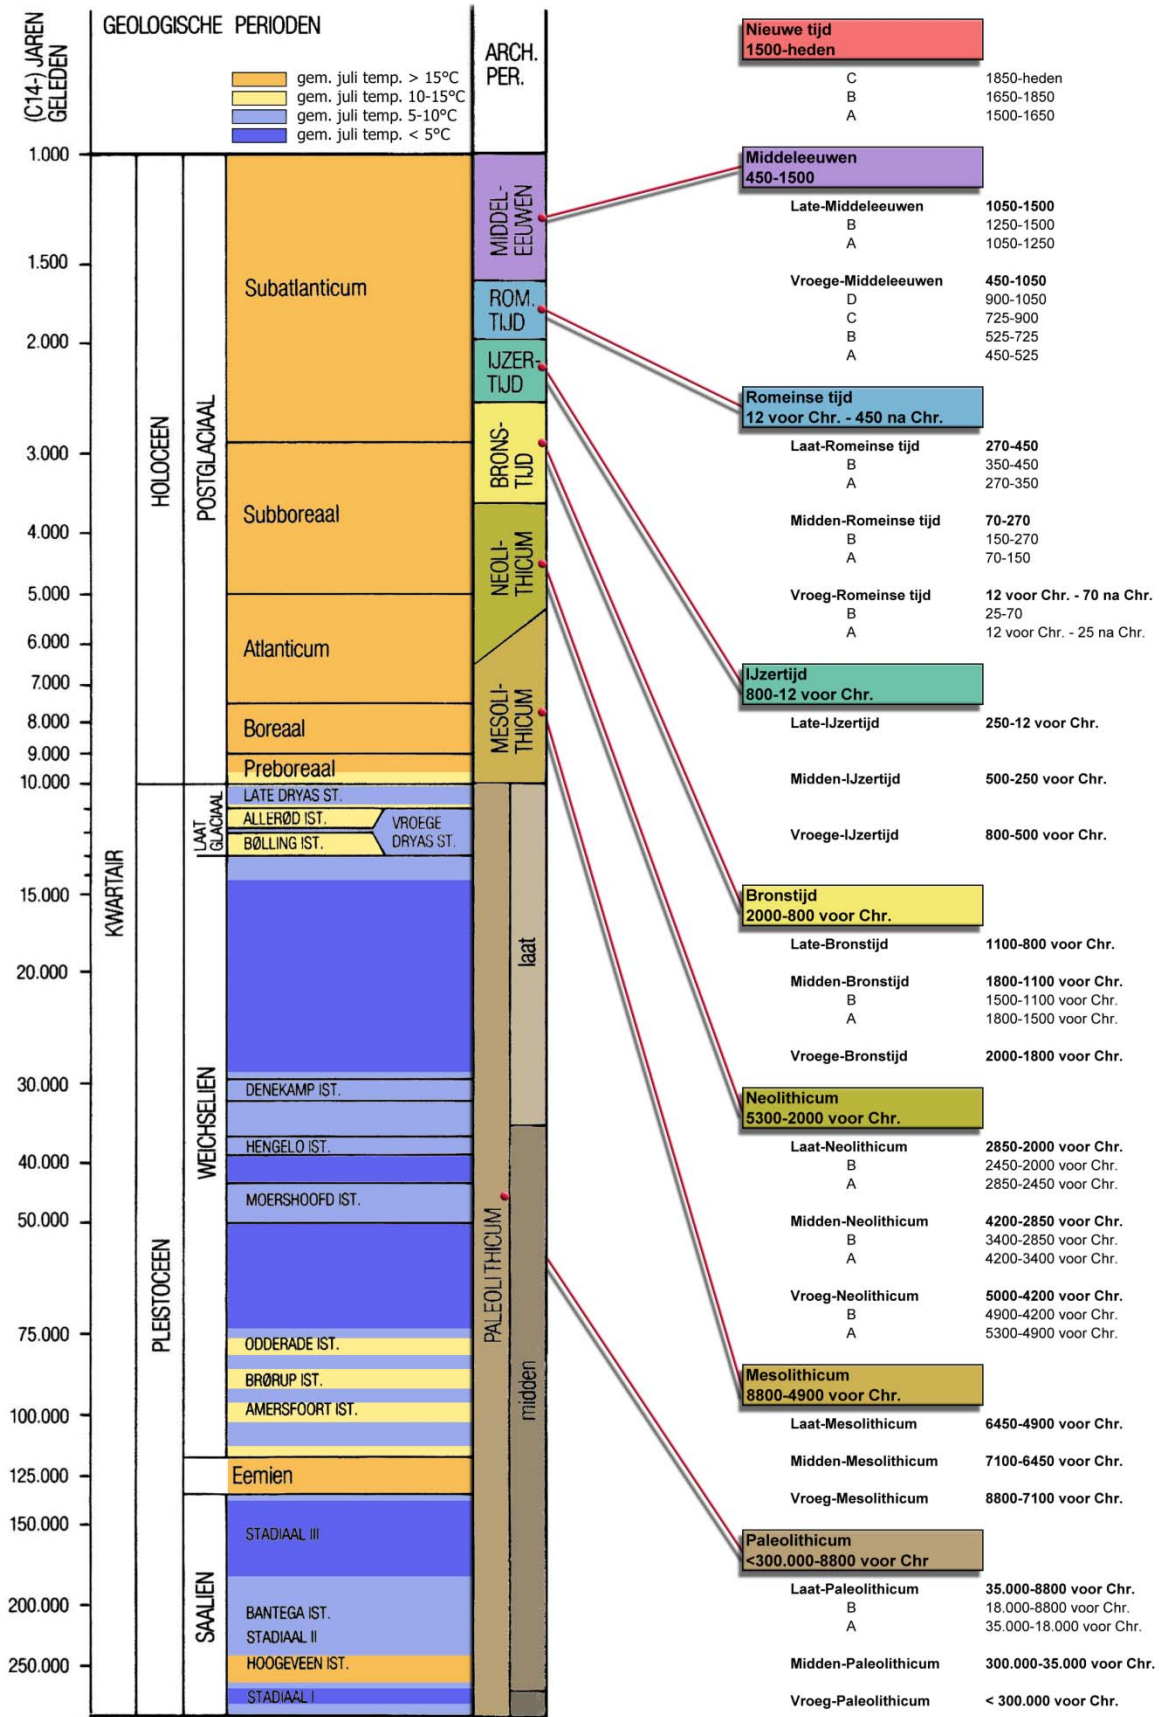 GEOLOGISCHE PERIODEN
(C14-) JAREN
GELEDEN
gem. juli temp. > 15°C
gem. juli temp. 10-15°C
gem. juli temp. 5-10°C
gem. juli temp. < 5°C
ARCH.
PER.
1.000
1.500
2.000
3.000
4.000
5.000
6.000
7.000
8.000
9.000
10.000
15.000
20.000
30.000
40.000
50.000
75.000
100.000
125.000
150.000
200.000
250.000
KWARTAIR
HOLOCEEN
PLEISTOCEEN
POSTGLACIAAL
LAAT
GLACIAAL
WEICHSELIEN
SAALIEN
Subatlanticum
Subboreaal
Atlanticum
Boreaal
Preboreaal
LATE DRYAS ST.
ALLERØD IST.
VROEGE
DRYAS ST.
BØLLING IST.
DENEKAMP IST.
HENGELO IST.
MOERSHOOFD IST.
ODDERADE IST.
BRØRUP IST.
AMERSFOORT IST.
Eemien
STADIAAL III
BANTEGA IST.
STADIAAL II
HOOGEVEEN IST.
STADIAAL I
MIDDEL-
EEUWEN
ROM.
TIJD
IJZER-
TIJD
BRONS-
TIJD
NEOLI-
THICUM
MESOLI-
THICUM
PALEOLITHICUM
laat
midden
Nieuwe tijd
1500-heden
C 1850-heden
B 1650-1850
A 1500-1650
Middeleeuwen
450-1500
Late-Middeleeuwen 1050-1500
B 1250-1500
A 1050-1250
Vroege-Middeleeuwen 450-1050
D 900-1050
C 725-900
B 525-725
A 450-525
Romeinse tijd
12 voor Chr. - 450 na Chr.
Laat-Romeinse tijd 270-450
B 350-450
A 270-350
Midden-Romeinse tijd 70-270
B 150-270
A 70-150
Vroeg-Romeinse tijd 12 voor Chr. - 70 na Chr.
B 25-70
A 12 voor Chr. - 25 na Chr.
IJzertijd
800-12 voor Chr.
Late-IJzertijd 250-12 voor Chr.
Midden-IJzertijd 500-250 voor Chr.
Vroege-IJzertijd 800-500 voor Chr.
Bronstijd
2000-800 voor Chr.
Late-Bronstijd 1100-800 voor Chr.
Midden-Bronstijd 1800-1100 voor Chr.
B 1500-1100 voor Chr.
A 1800-1500 voor Chr.
Vroege-Bronstijd 2000-1800 voor Chr.
Neolithicum
5300-2000 voor Chr.
Laat-Neolithicum 2850-2000 voor Chr.
B 2450-2000 voor Chr.
A 2850-2450 voor Chr.
Midden-Neolithicum 4200-2850 voor Chr.
B 3400-2850 voor Chr.
A 4200-3400 voor Chr.
Vroeg-Neolithicum 5000-4200 voor Chr.
B 4900-4200 voor Chr.
A 5300-4900 voor Chr.
Mesolithicum
8800-4900 voor Chr.
Laat-Mesolithicum 6450-4900 voor Chr.
Midden-Mesolithicum 7100-6450 voor Chr.
Vroeg-Mesolithicum 8800-7100 voor Chr.
Paleolithicum
<300.000-8800 voor Chr
Laat-Paleolithicum 35.000-8800 voor Chr.
B 18.000-8800 voor Chr.
A 35.000-18.000 voor Chr.
Midden-Paleolithicum 300.000-35.000 voor Chr.
Vroeg-Paleolithicum < 300.000 voor Chr.